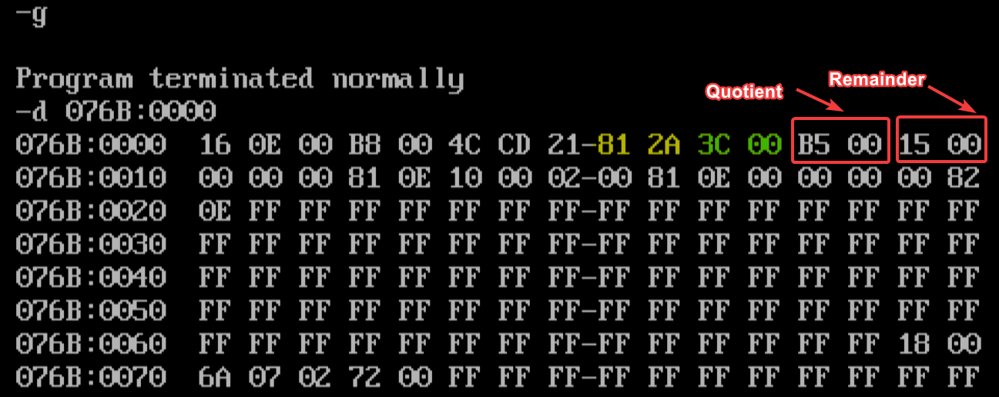 -g
Program terminated normally
Quotient
Remainder
-d 076B:0000
076B:0000 16 0E 00 B8 00 4C CD 21-81 2A 3C 00 B5 00 15 00
076B:0010 00 00 00 81 0E 10 00 02-00 81 0E 00 00 00 00 82
076B:0020 0E FF FF FF FF FF FF FF-FF FF FF FF FF FF FF FF
076B:0030 FF FF FF FF FF FF FF FF-FF FF FF FF FF FF FF FF
076B:0040 FF FF FF FF FF FF FF FF-FF FF FF FF FF FF FF FF
076B:0050 FF FF FF FF FF FF FF FF-FF FF FF FF FF FF FF FF
076B:0060 FF FF FF FF FF FF FF FF-FF FF FF FF FF FF 18 00
076B:0070 6A 07 02 72 00 FF FF FF-FF FF FF FF FF FF FF FF